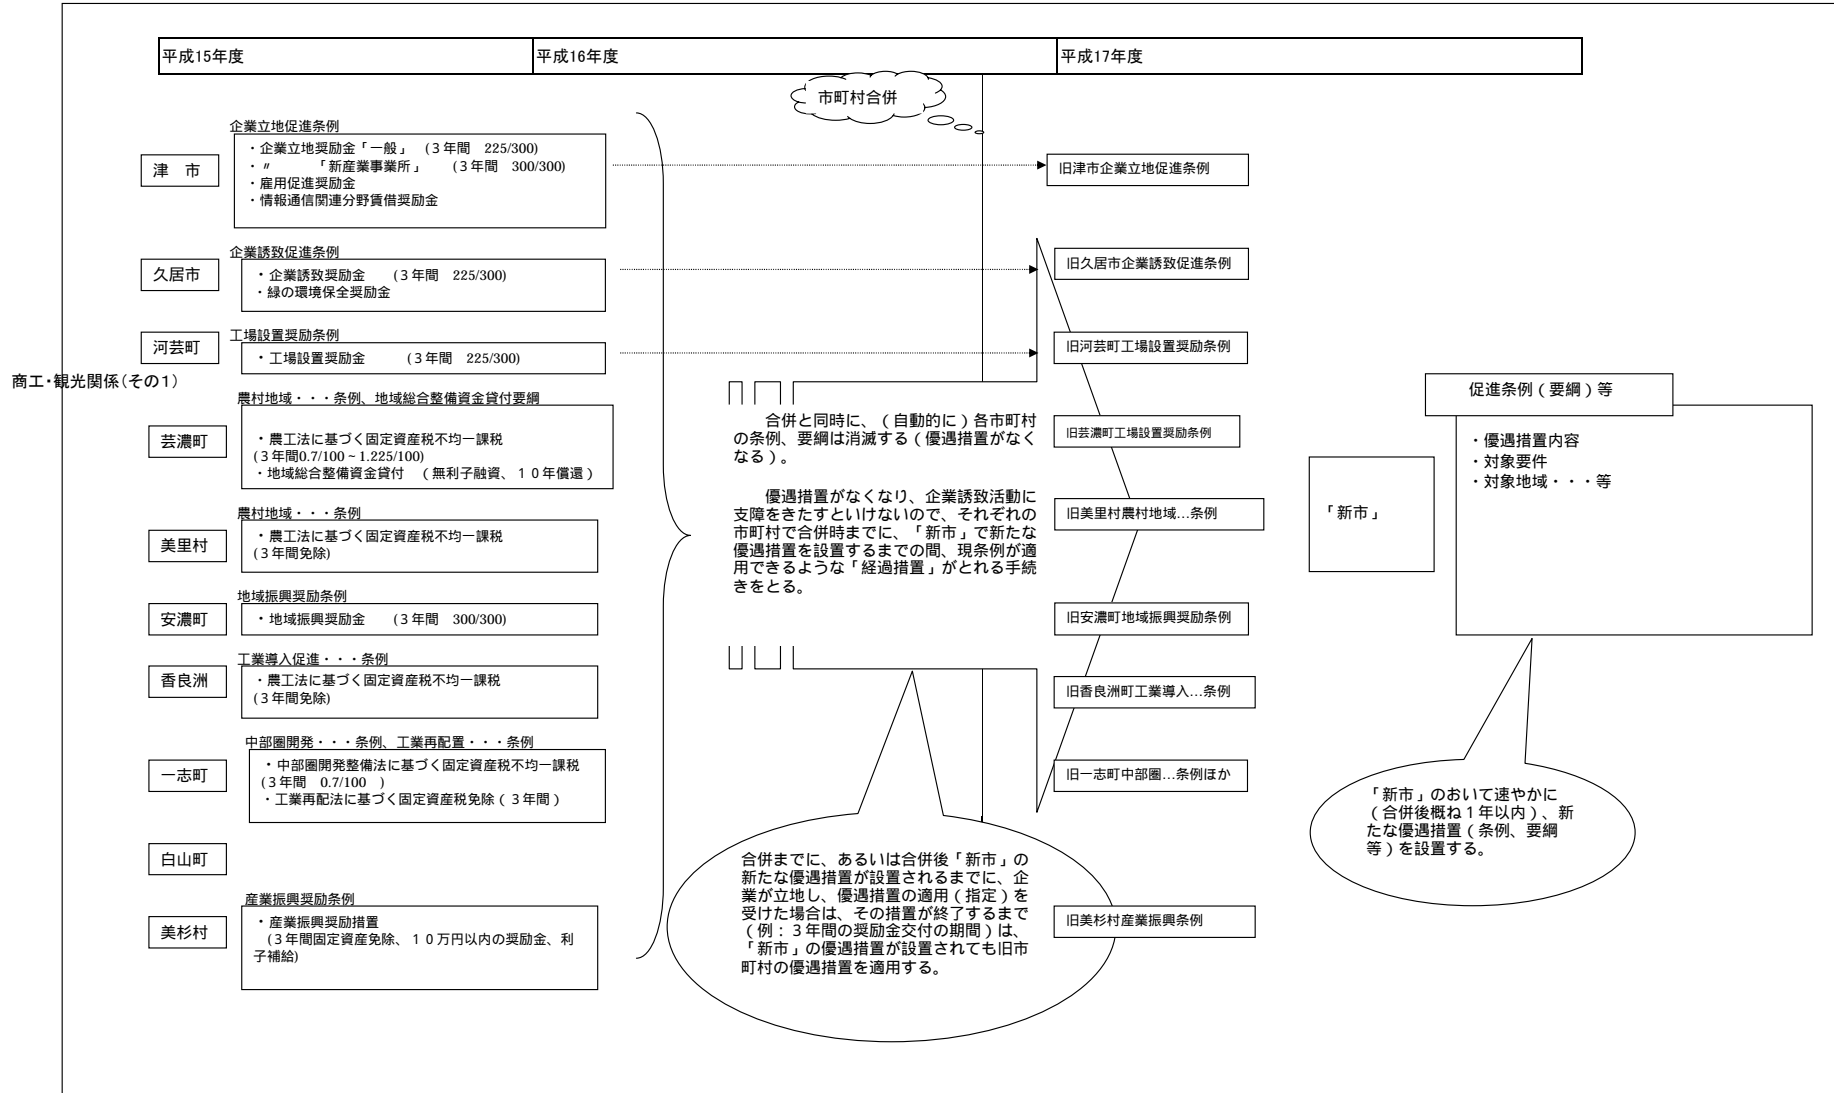 平成15年度
平成16年度
平成17年度
市町村合併
商工・観光関係(その1)
津　市
企業立地促進条例
・企業立地奨励金「一般」　(３年間　225/300)
・〃　　　「新産業事業所」　　(３年間　300/300)
・雇用促進奨励金
・情報通信関連分野賃借奨励金
旧津市企業立地促進条例
久居市
企業誘致促進条例
・企業誘致奨励金　　(３年間　225/300)
・緑の環境保全奨励金
旧久居市企業誘致促進条例
河芸町
工場設置奨励条例
・工場設置奨励金　　　(３年間　225/300)
旧河芸町工場設置奨励条例
芸濃町
農村地域・・・条例、地域総合整備資金貸付要綱
・農工法に基づく固定資産税不均一課税
(３年間0.7/100～1.225/100)
・地域総合整備資金貸付　（無利子融資、１０年償還）
旧芸濃町工場設置奨励条例
美里村
農村地域・・・条例
・農工法に基づく固定資産税不均一課税
(３年間免除)
旧美里村農村地域…条例
安濃町
地域振興奨励条例
・地域振興奨励金　　(３年間　300/300)
旧安濃町地域振興奨励条例
香良洲
工業導入促進・・・条例
・農工法に基づく固定資産税不均一課税
(３年間免除)
旧香良洲町工業導入…条例
一志町
中部圏開発・・・条例、工業再配置・・・条例
・中部圏開発整備法に基づく固定資産税不均一課税
(３年間　0.7/100　)
・工業再配法に基づく固定資産税免除（３年間）
旧一志町中部圏…条例ほか
白山町
美杉村
産業振興奨励条例
・産業振興奨励措置
(３年間固定資産免除、１０万円以内の奨励金、利
子補給)
旧美杉村産業振興条例
合併と同時に、（自動的に）各市町村
の条例、要綱は消滅する（優遇措置がなく
なる）。
優遇措置がなくなり、企業誘致活動に
支障をきたすといけないので、それぞれの
市町村で合併時までに、「新市」で新たな
優遇措置を設置するまでの間、現条例が適
用できるような「経過措置」がとれる手続
きをとる。
合併までに、あるいは合併後「新市」の
新たな優遇措置が設置されるまでに、企
業が立地し、優遇措置の適用（指定）を
受けた場合は、その措置が終了するまで
（例：３年間の奨励金交付の期間）は、
「新市」の優遇措置が設置されても旧市
町村の優遇措置を適用する。
「新市」
促進条例（要綱）等
・優遇措置内容
・対象要件
・対象地域・・・等
「新市」のおいて速やかに
（合併後概ね１年以内）、新
たな優遇措置（条例、要綱
等）を設置する。